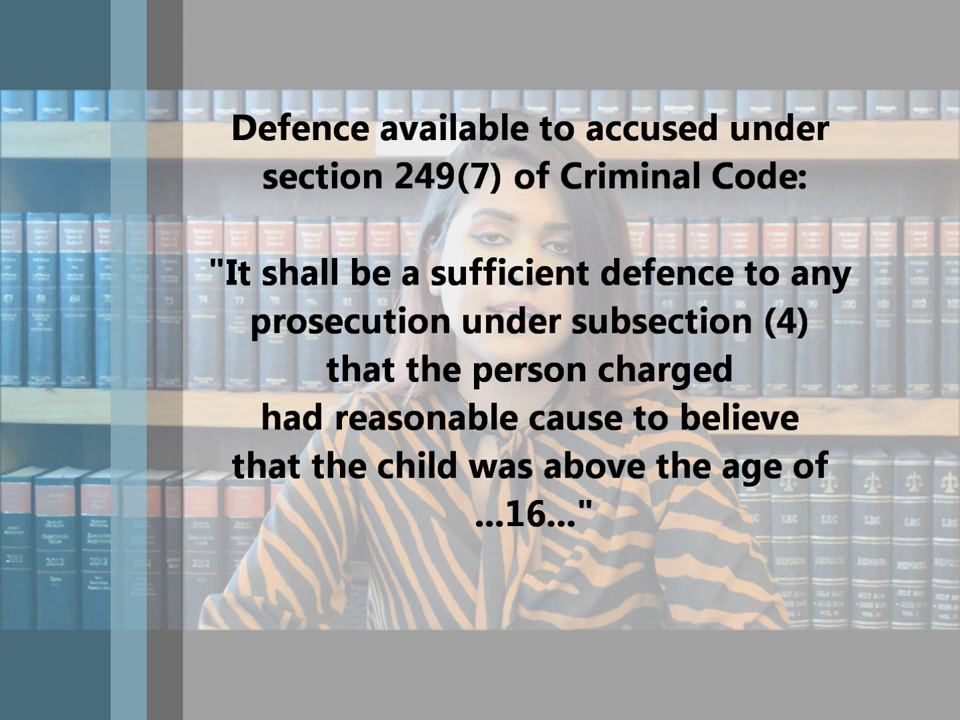 Defence available to accused under
section 249(7) of Criminal Code:
"It shall be a sufficient defence to any
prosecution under subsection (4)
that the person charged
had reasonable cause to believe
that the child was above the age of
...16..."